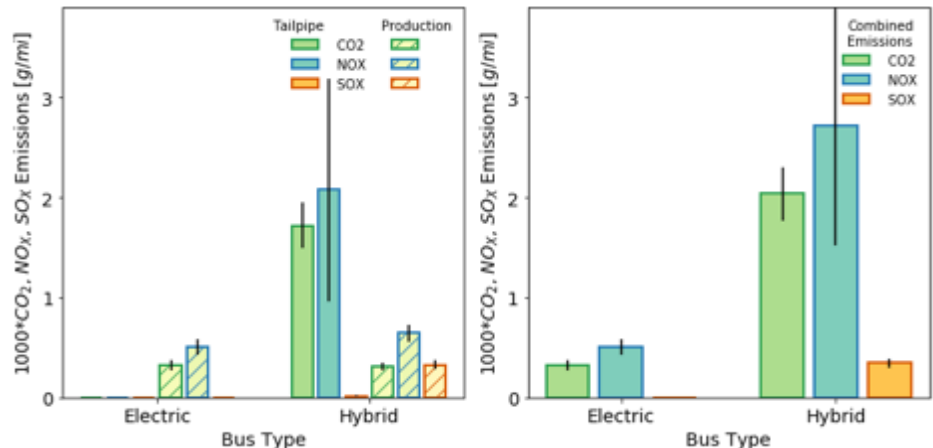 Tailpipe Production
CO2
NOX
SOX
3
2
1
0
1000*CO₂, NOₓ, SOₓ Emissions [g/mi]
Electric Hybrid
Bus Type
Combined
Emissions
CO2
NOX
SOX
3
2
1
0
1000*CO₂, NOₓ, SOₓ Emissions [g/mi]
Electric Hybrid
Bus Type